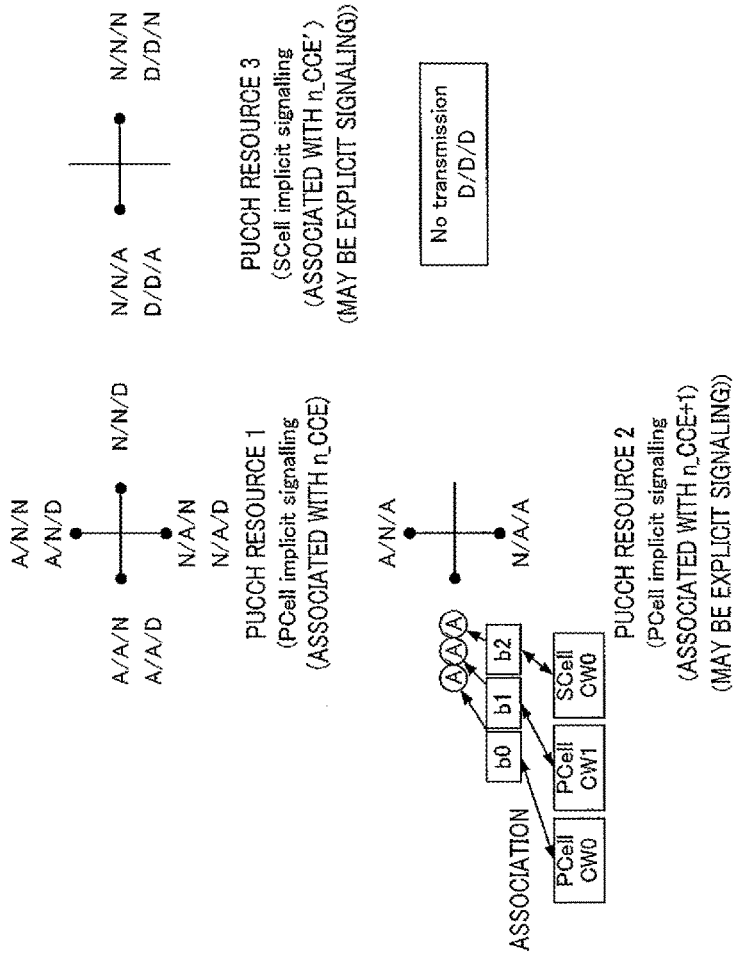 A/N/N
A/N/D
A/A/N
A/A/D
N/N/D
N/A/N
N/A/D
PUCCH RESOURCE 1
(PCell implicit signalling
(ASSOCIATED WITH n_CCE)
N/N/A
D/D/A
N/N/N
D/D/N
PUCCH RESOURCE 3
(SCell implicit signalling
(ASSOCIATED WITH n_CCE')
(MAY BE EXPLICIT SIGNALING))
A/N/A
A A A
b0 b1 b2
N/A/A
ASSOCIATION
PCell
CW0
PCell
CW1
SCell
CW0
PUCCH RESOURCE 2
(PCell implicit signalling
(ASSOCIATED WITH n_CCE+1)
(MAY BE EXPLICIT SIGNALING))
No transmission
D/D/D